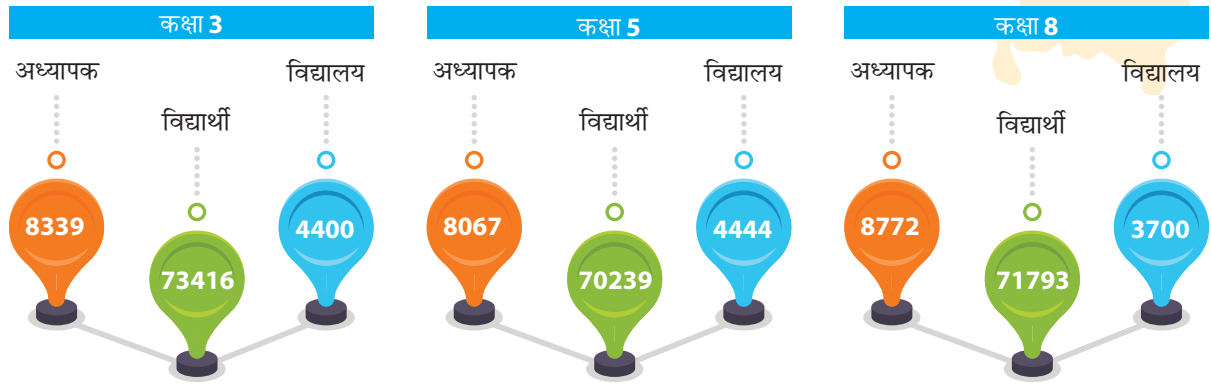 कक्षा 3
अध्यापक
विद्यार्थी
विद्यालय
8339
73416
4400
कक्षा 5
अध्यापक
विद्यार्थी
विद्यालय
8067
70239
4444
कक्षा 8
अध्यापक
विद्यार्थी
विद्यालय
8772
71793
3700